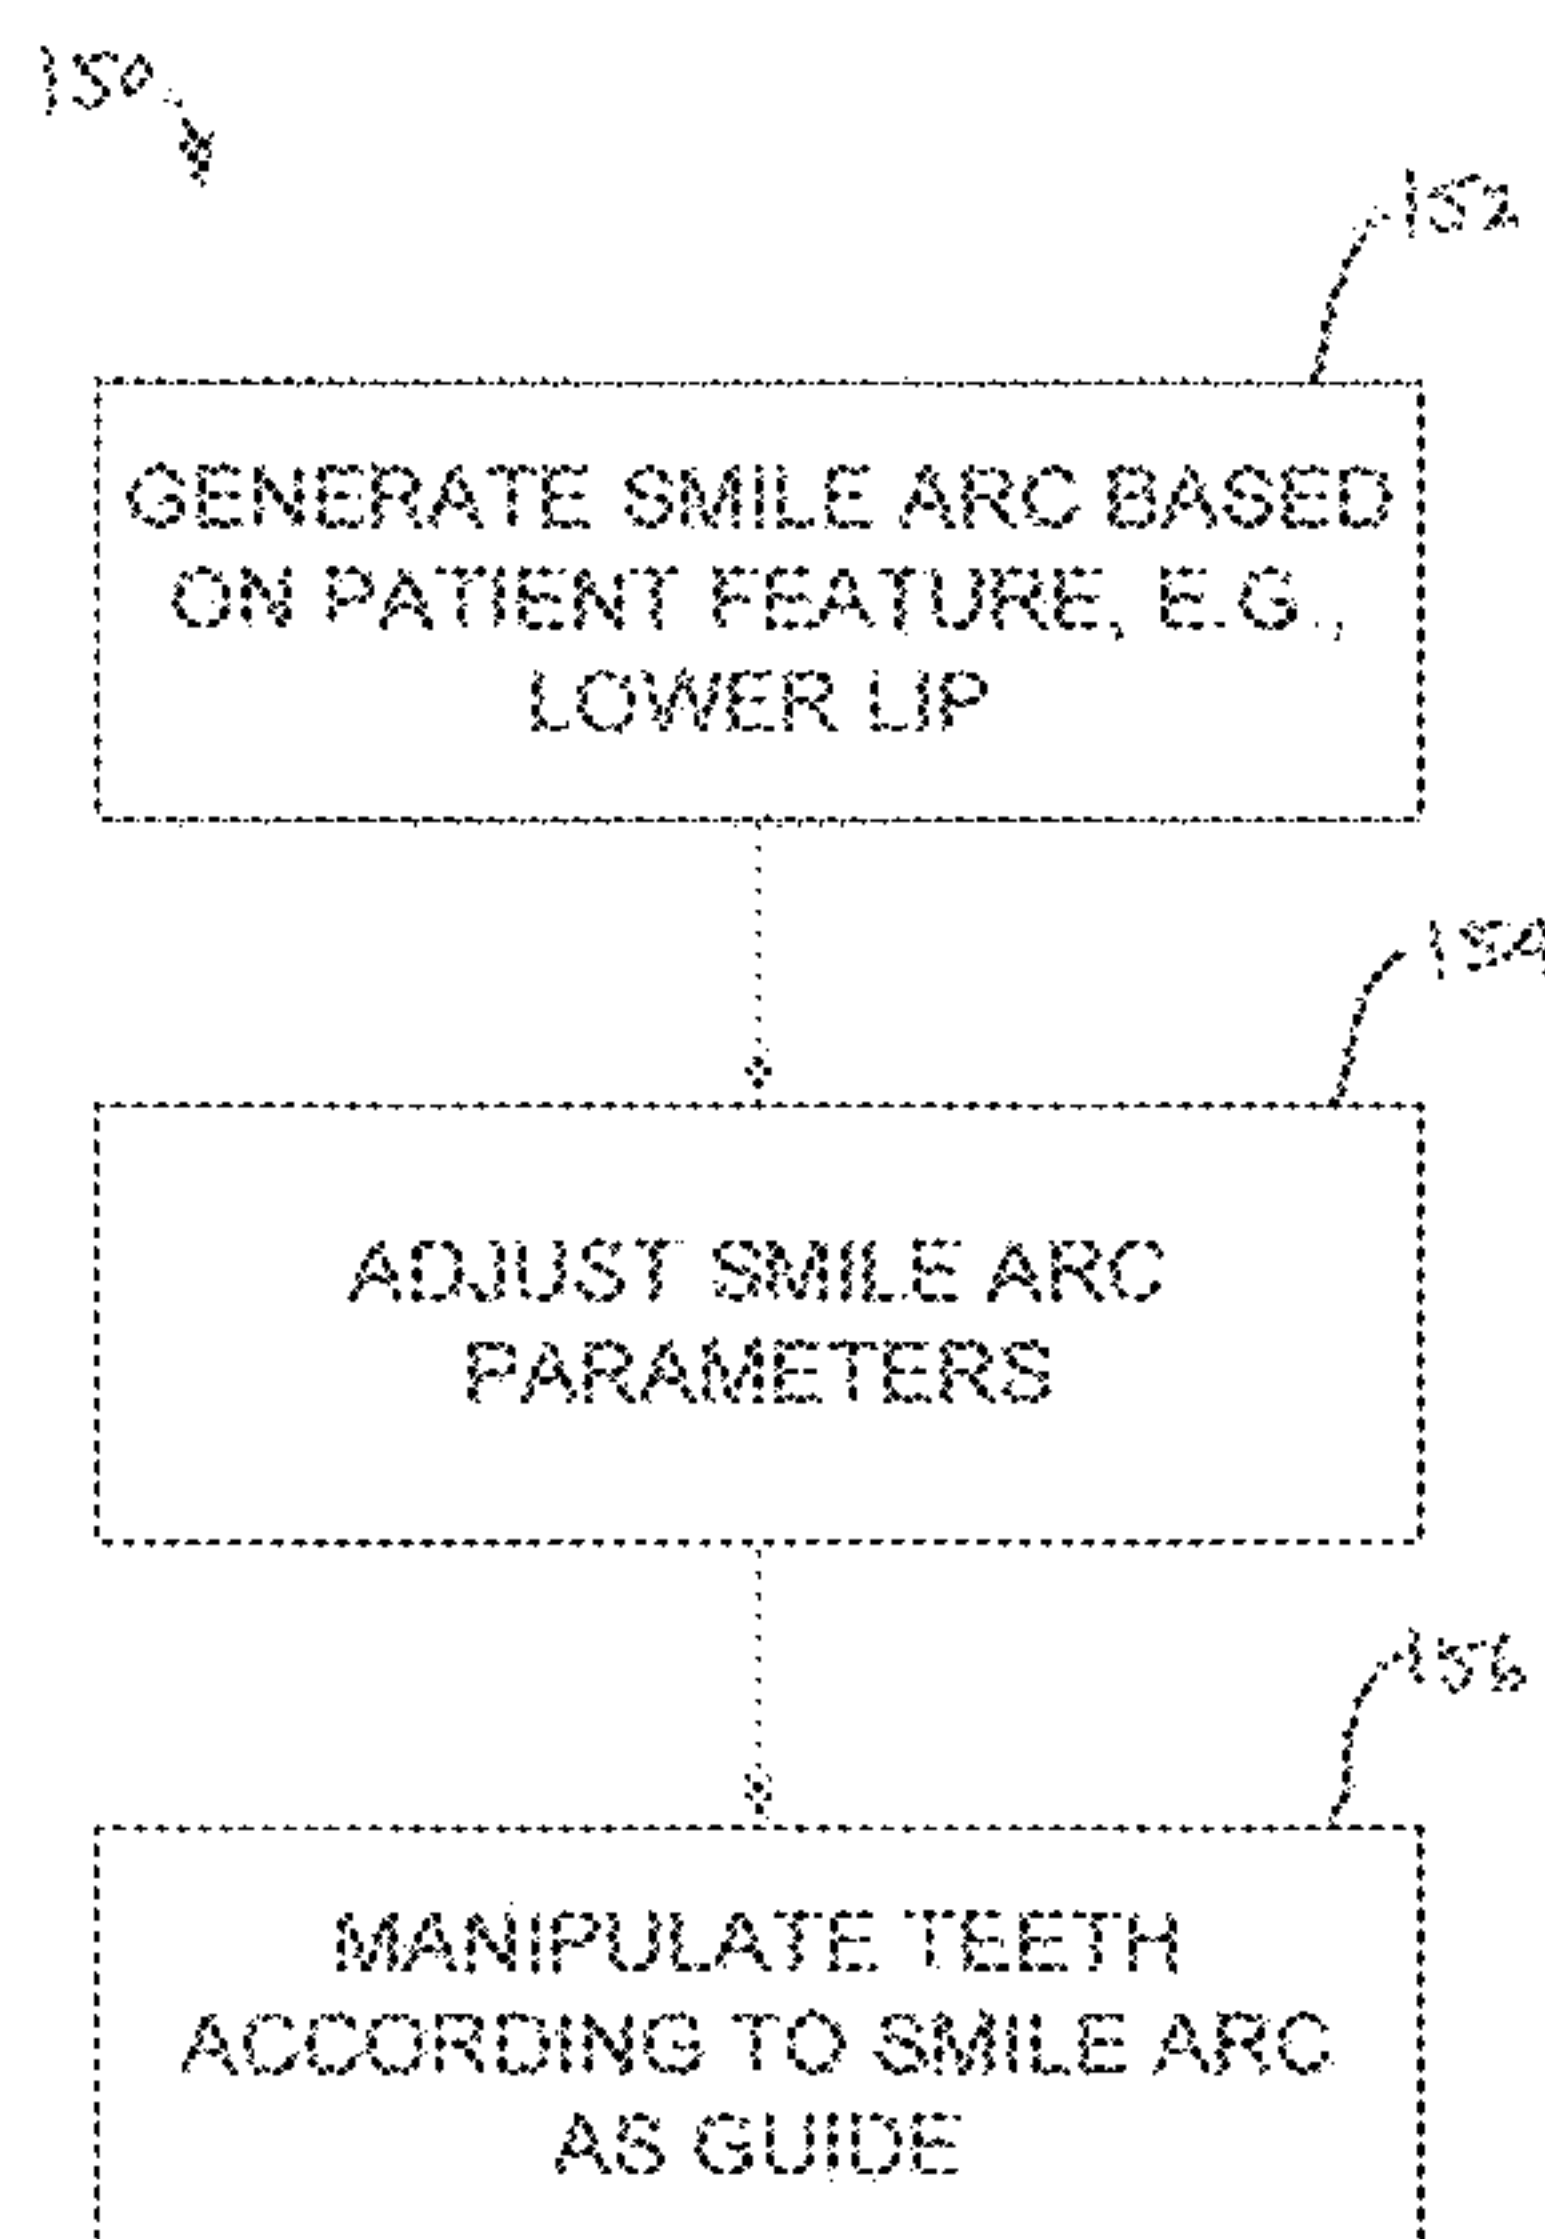 150
152
GENERATE SMILE ARC BASED
ON PATIENT FEATURE, E.G.,
LOWER LIP
154
ADJUST SMILE ARC
PARAMETERS
156
MANIPULATE TEETH
ACCORDING TO SMILE ARC
AS GUIDE